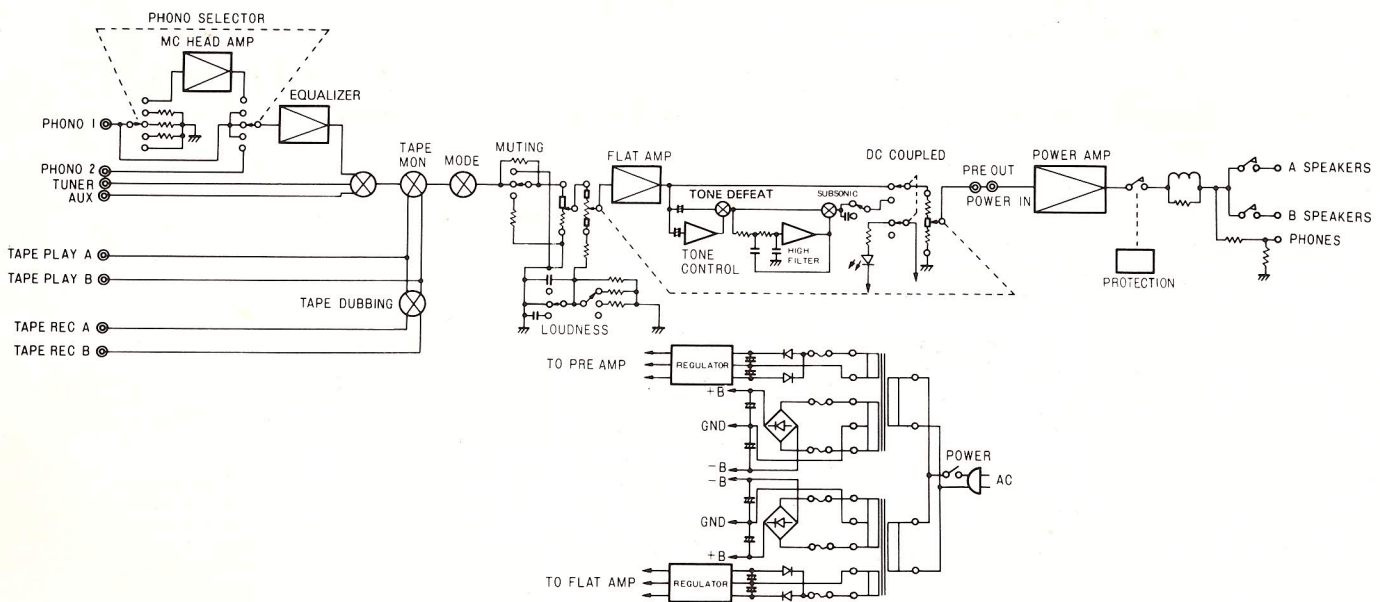 PHONO SELECTOR
MC HEAD AMP
EQUALIZER
PHONO 1
PHONO 2
TUNER
AUX
TAPE
MON
MODE
MUTING
FLAT AMP
TONE DEFEAT
SUBSONIC
DC COUPLED
PRE OUT
POWER IN
POWER AMP
A SPEAKERS
B SPEAKERS
PHONES
TONE
CONTROL
HIGH
FILTER
PROTECTION
TAPE PLAY A
TAPE PLAY B
TAPE DUBBING
TAPE REC A
TAPE REC B
LOUDNESS
TO PRE AMP
REGULATOR
+B
GND
-B
-B
GND
+B
POWER
AC
TO FLAT AMP
REGULATOR